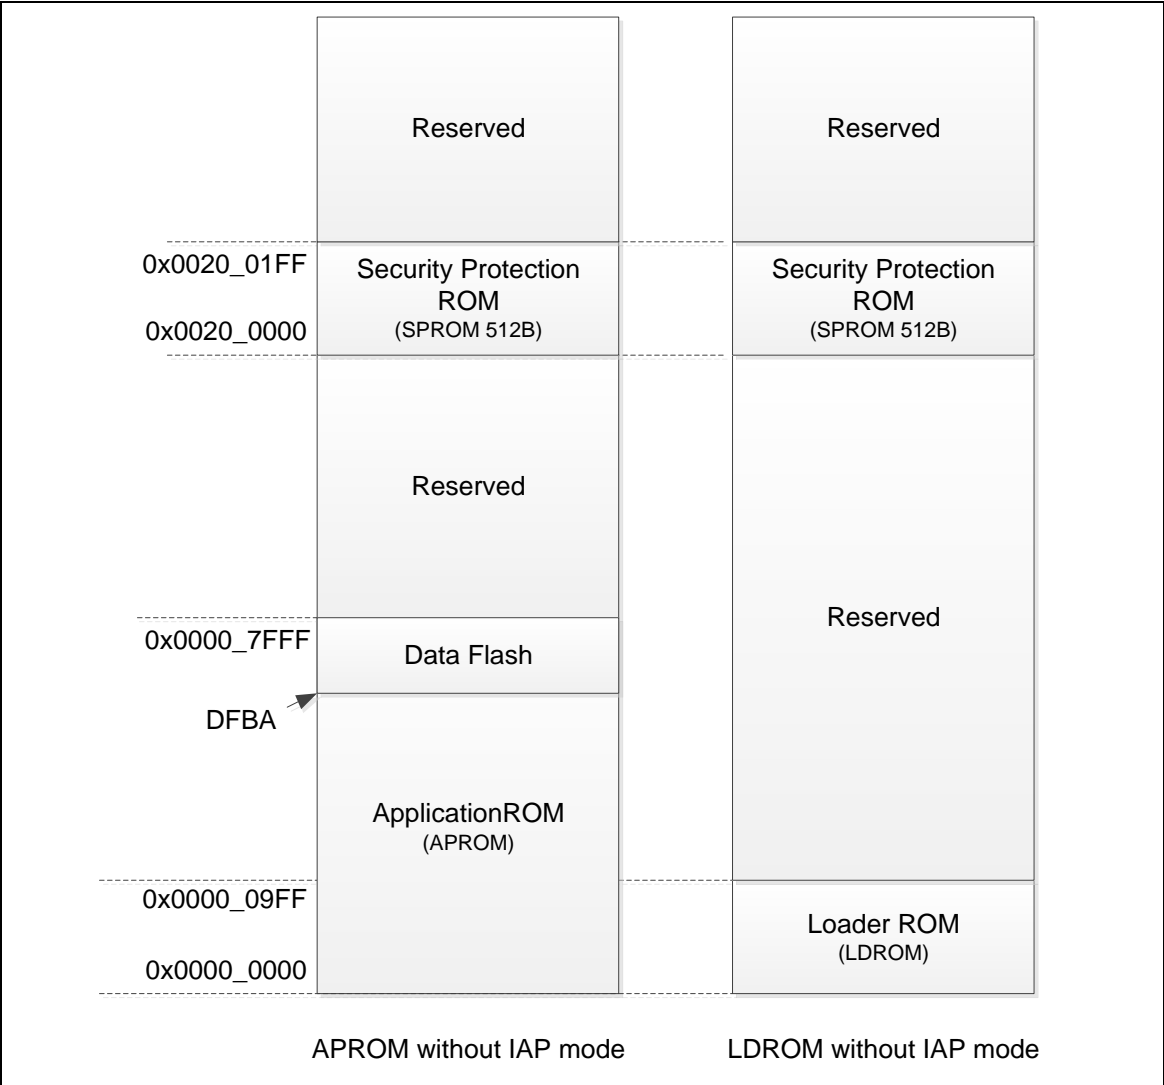 Reserved
Reserved
0x0020_01FF
Security Protection
ROM
(SPROM 512B)
Security Protection
ROM
(SPROM 512B)
0x0020_0000
Reserved
Reserved
0x0000_7FFF
Data Flash
DFBA
ApplicationROM
(APROM)
0x0000_09FF
Loader ROM
(LDROM)
0x0000_0000
APROM without IAP mode
LDROM without IAP mode